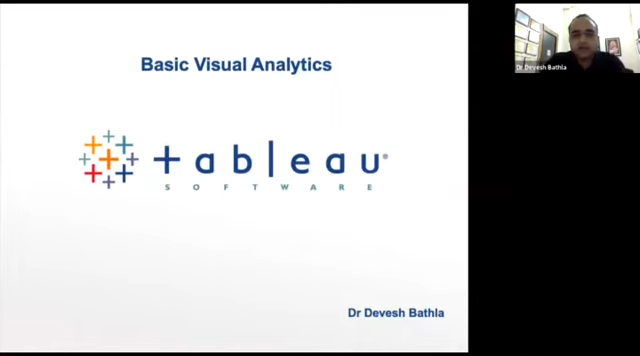 Basic Visual Analytics
tableau®
SOFTWARE
Dr Devesh Bathla
Dr Devesh Bathla